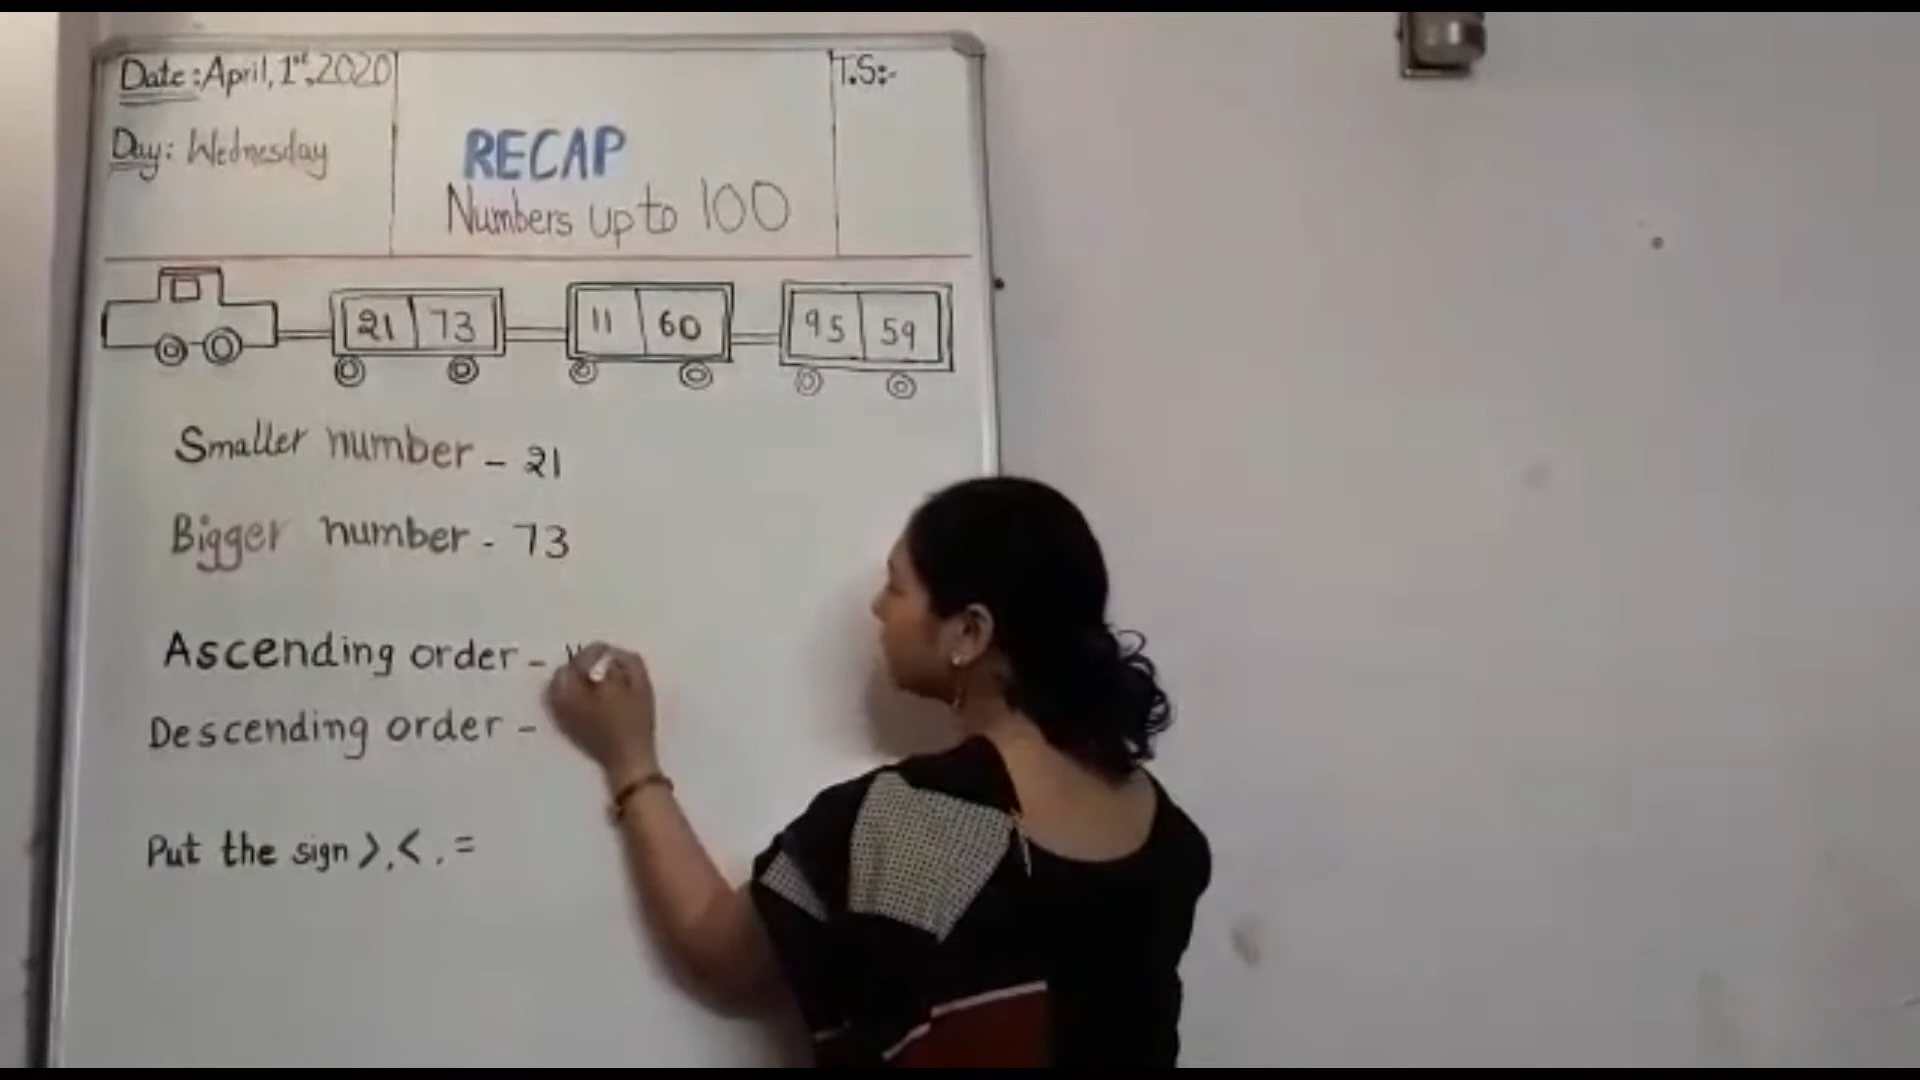 Date: April, 1st, 2020
Day: Wednesday
RECAP
Numbers up to 100
T.S:-
21 73 11 60 95 59
Smaller number - 21
Bigger number - 73
Ascending order -
Descending order -
Put the sign >, <, =